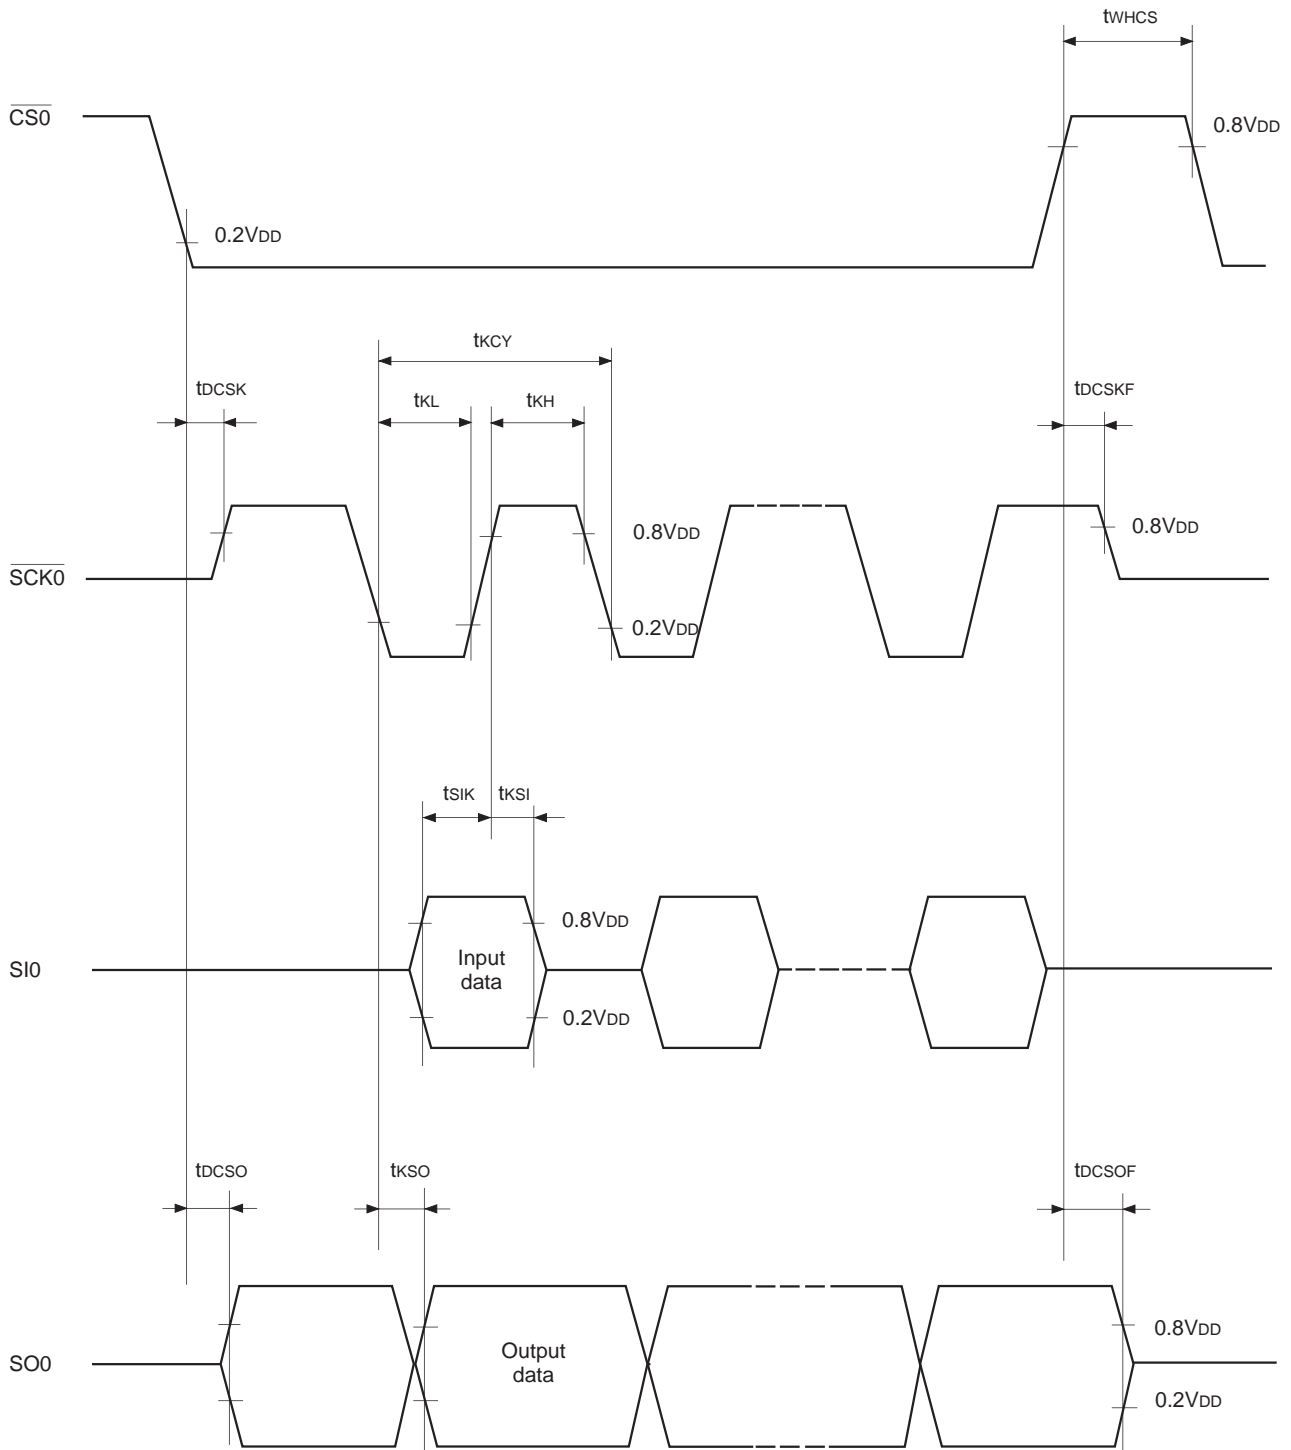 tWHCS
CS0
0.8VDD
0.2VDD
tKCY
tDCSK
tKL
tKH
tDCSKF
0.8VDD
0.8VDD
SCK0
0.2VDD
tSIK
tKSI
0.8VDD
SI0
Input
data
0.2VDD
tDCSO
tKSO
tDCSOF
0.8VDD
SO0
Output
data
0.2VDD